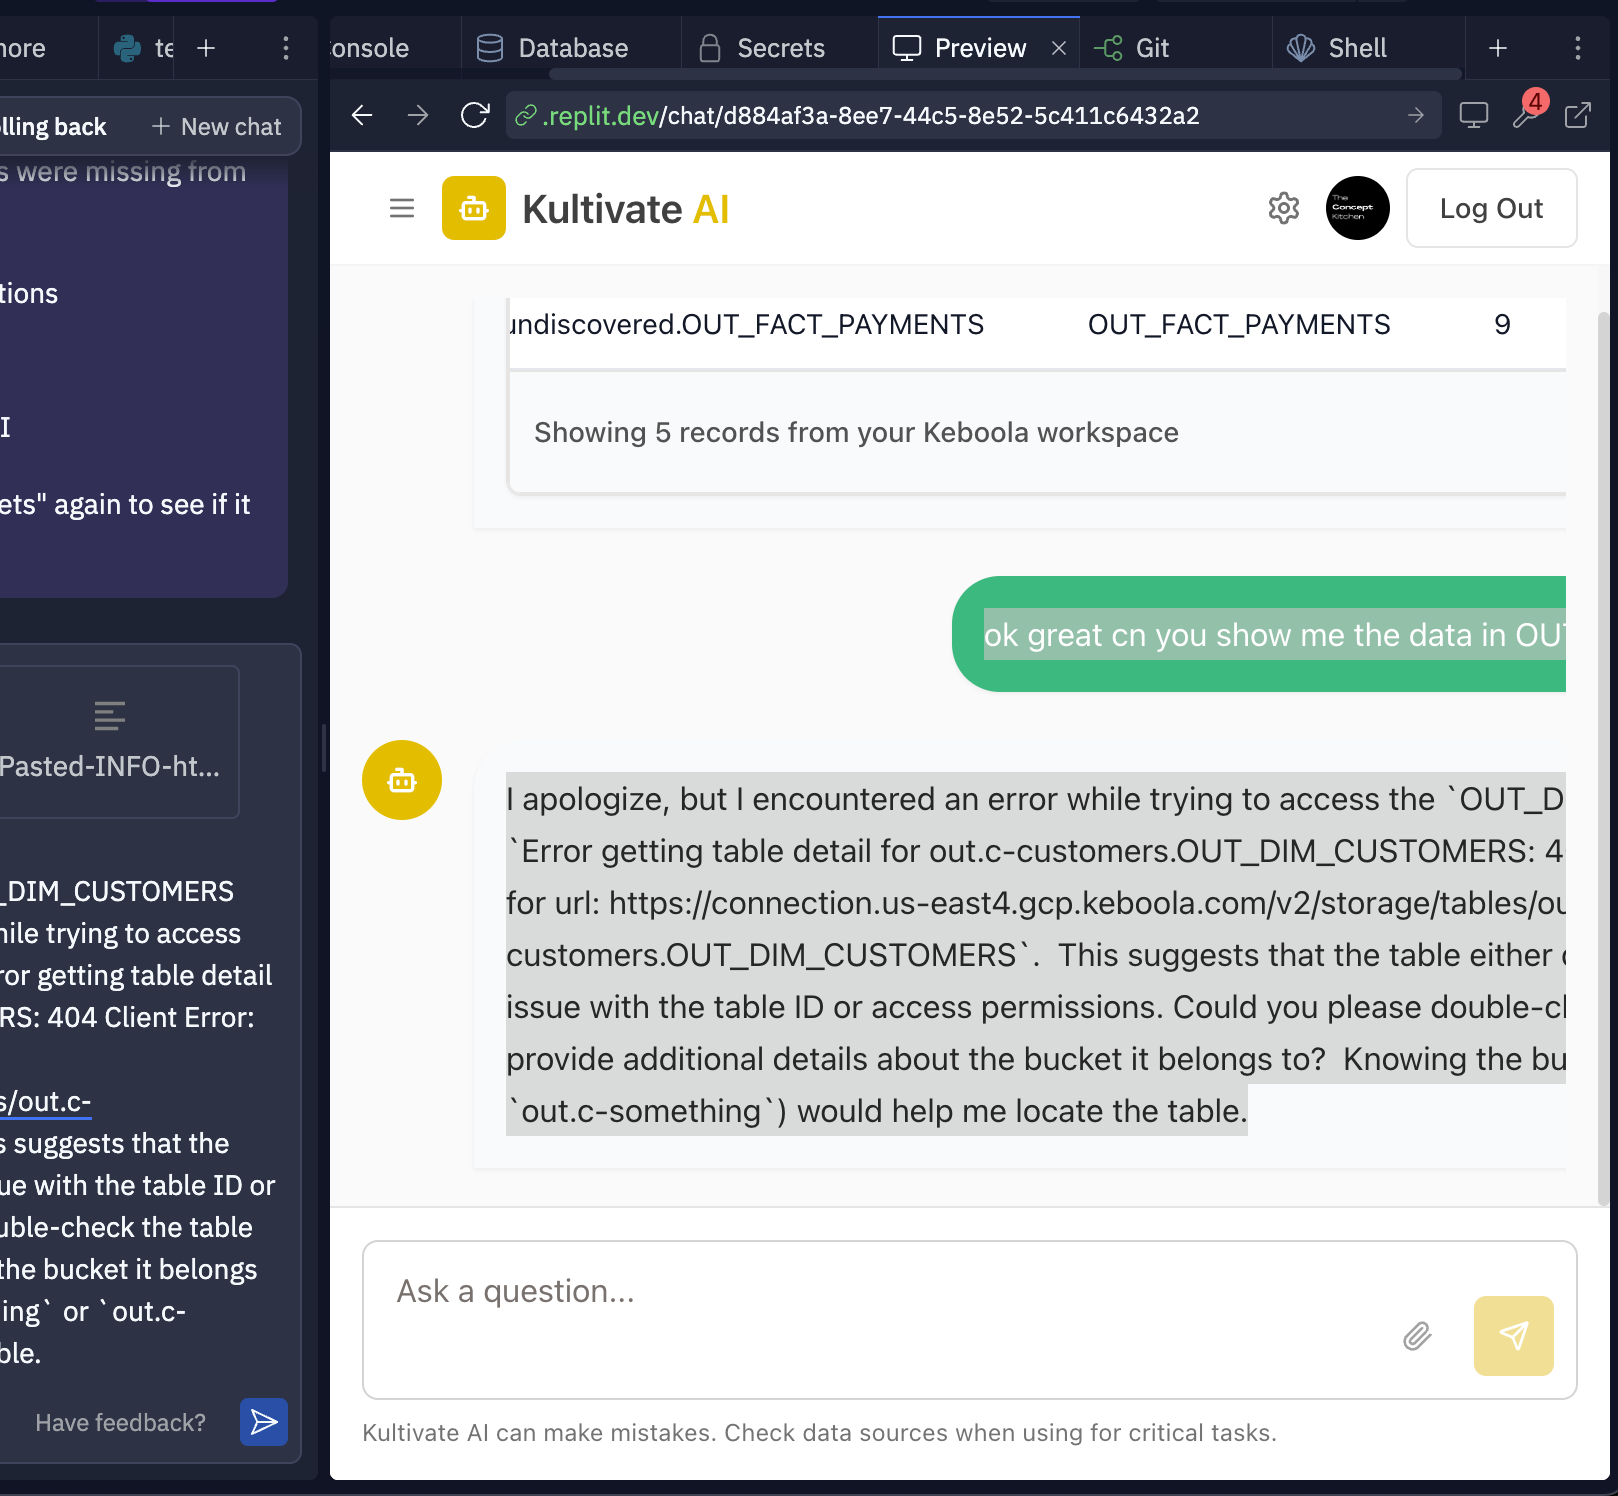 nore
te
lling back
New chat
s were missing from
tions
I
ets" again to see if it
Pasted-INFO-ht...
_DIM_CUSTOMERS
hile trying to access
ror getting table detail
RS: 404 Client Error:
s/out.c-
s suggests that the
ue with the table ID or
uble-check the table
the bucket it belongs
ing` or `out.c-
ble.
Have feedback?
onsole
Database
Secrets
Preview
Git
Shell
.replit.dev/chat/d884af3a-8ee7-44c5-8e52-5c411c6432a2
4
Kultivate AI
The
Concept
Kitchen
Log Out
undiscovered.OUT_FACT_PAYMENTS OUT_FACT_PAYMENTS 9
Showing 5 records from your Keboola workspace
ok great cn you show me the data in OUT
I apologize, but I encountered an error while trying to access the `OUT_D
`Error getting table detail for out.c-customers.OUT_DIM_CUSTOMERS: 4
for url: https://connection.us-east4.gcp.keboola.com/v2/storage/tables/ou
customers.OUT_DIM_CUSTOMERS`. This suggests that the table either
issue with the table ID or access permissions. Could you please double-ch
provide additional details about the bucket it belongs to? Knowing the bu
`out.c-something`) would help me locate the table.
Ask a question...
Kultivate AI can make mistakes. Check data sources when using for critical tasks.